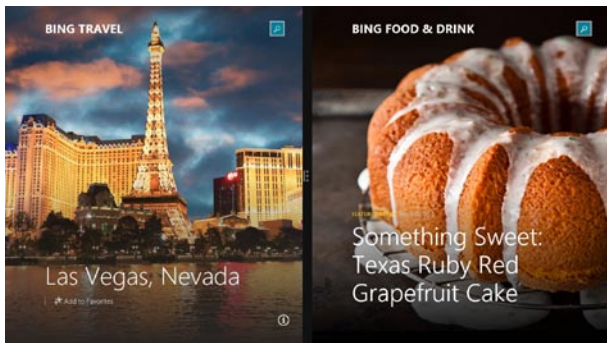 BING TRAVEL
Las Vegas, Nevada
Add to Favorites
BING FOOD & DRINK
Something Sweet:
Texas Ruby Red
Grapefruit Cake